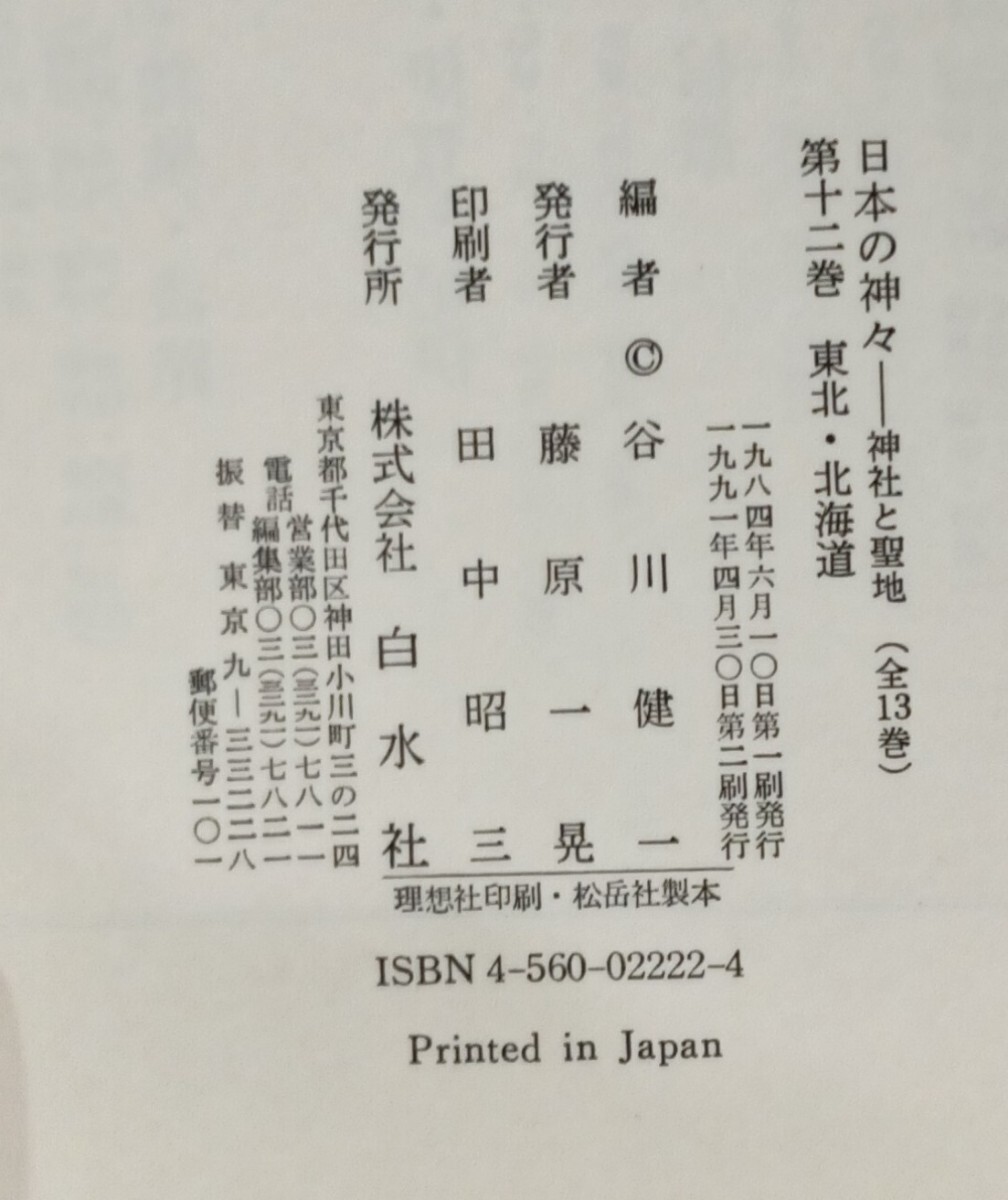 日本の神々――神社と聖地 (全13巻)
第十二巻 東北・北海道
一九八四年六月一〇日第一刷発行
一九九一年四月三〇日第二刷発行
編者 © 谷川健一
発行者 藤原一晃
印刷者 田中昭三
発行所 株式会社白水社
東京都千代田区神田小川町三の二四
電話 営業部〇三(三二九一)七八一一
編集部〇三(三二九一)七八二一
振替東京九―三三二二八
郵便番号一〇一
理想社印刷・松岳社製本
ISBN 4-560-02222-4
Printed in Japan